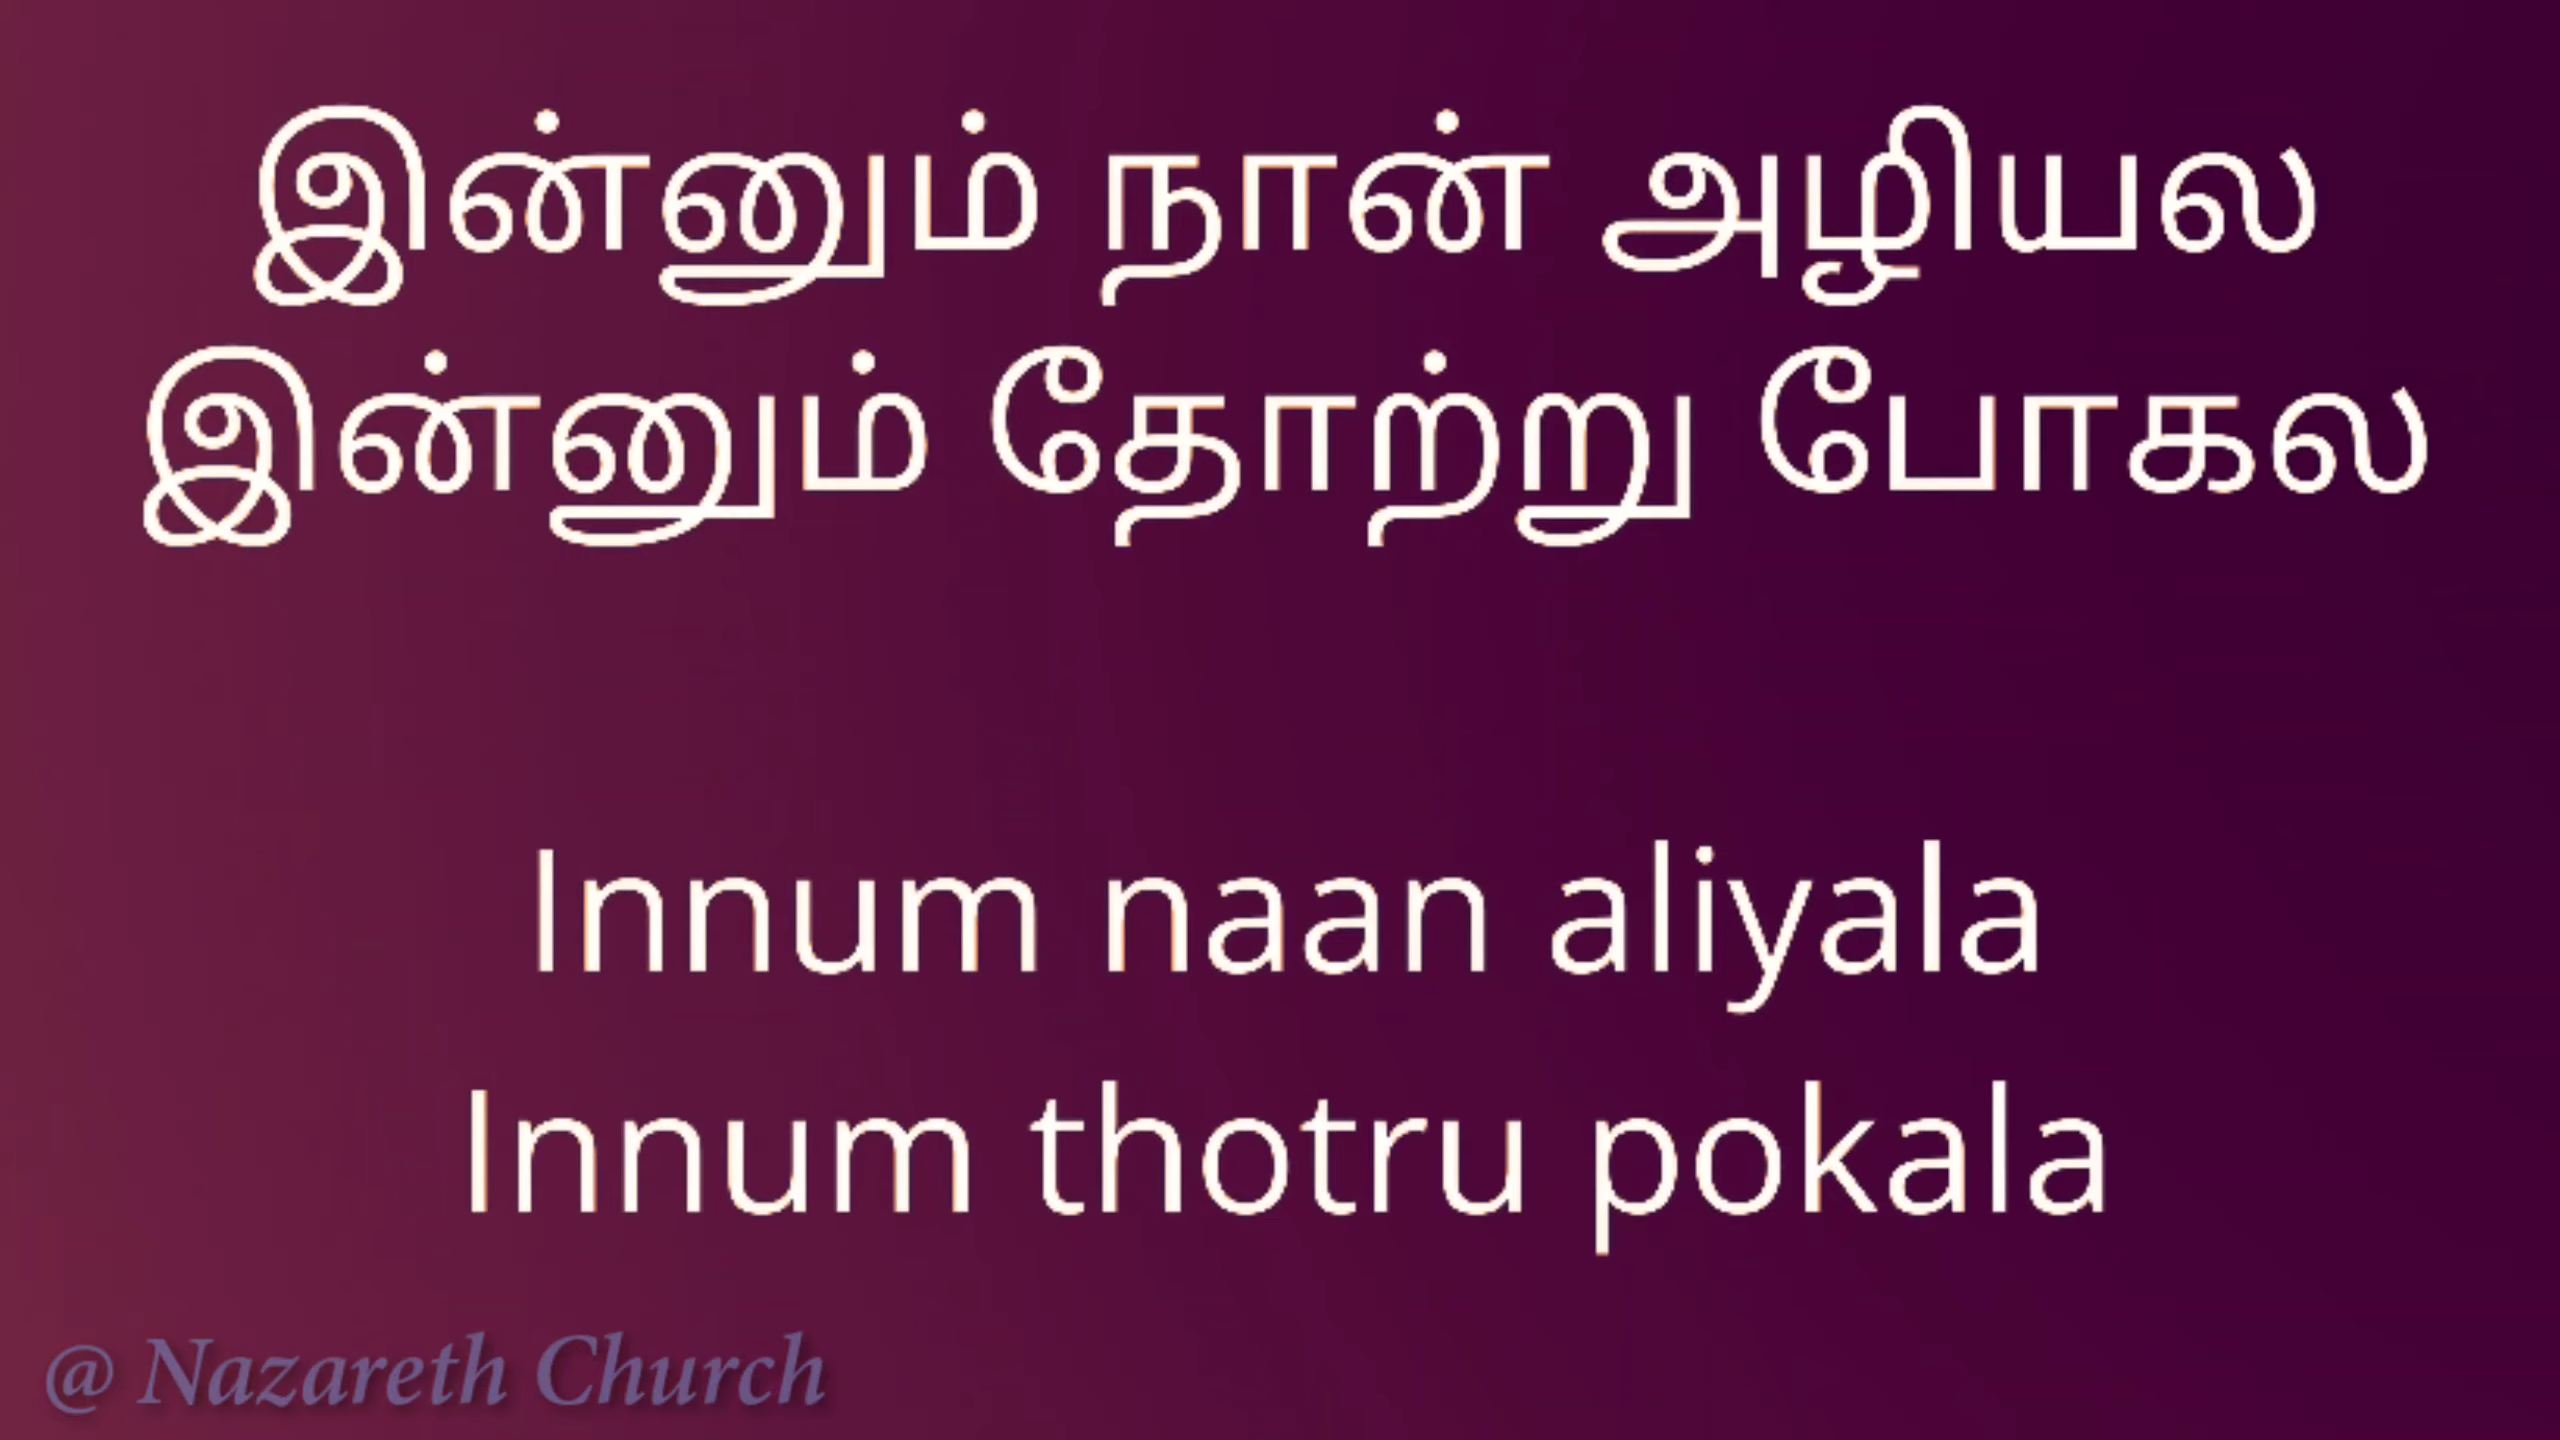 இன்னும் நான் அழியல
இன்னும் தோற்று போகல
Innum naan aliyala
Innum thotru pokala
@ Nazareth Church